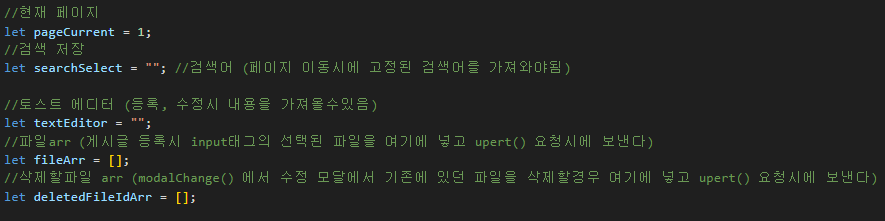 //현재 페이지
let pageCurrent = 1;
//검색 저장
let searchSelect = ""; //검색어 (페이지 이동시에 고정된 검색어를 가져와야됨)
//토스트 에디터 (등록, 수정시 내용을 가져올수있음)
let textEditor = "";
//파일arr (게시글 등록시 input태그의 선택된 파일을 여기에 넣고 upert() 요청시에 보낸다)
let fileArr = [];
//삭제할파일 arr (modalChange() 에서 수정 모달에서 기존에 있던 파일을 삭제할경우 여기에 넣고 upert() 요청시에 보낸다)
let deletedFileIdArr = [];